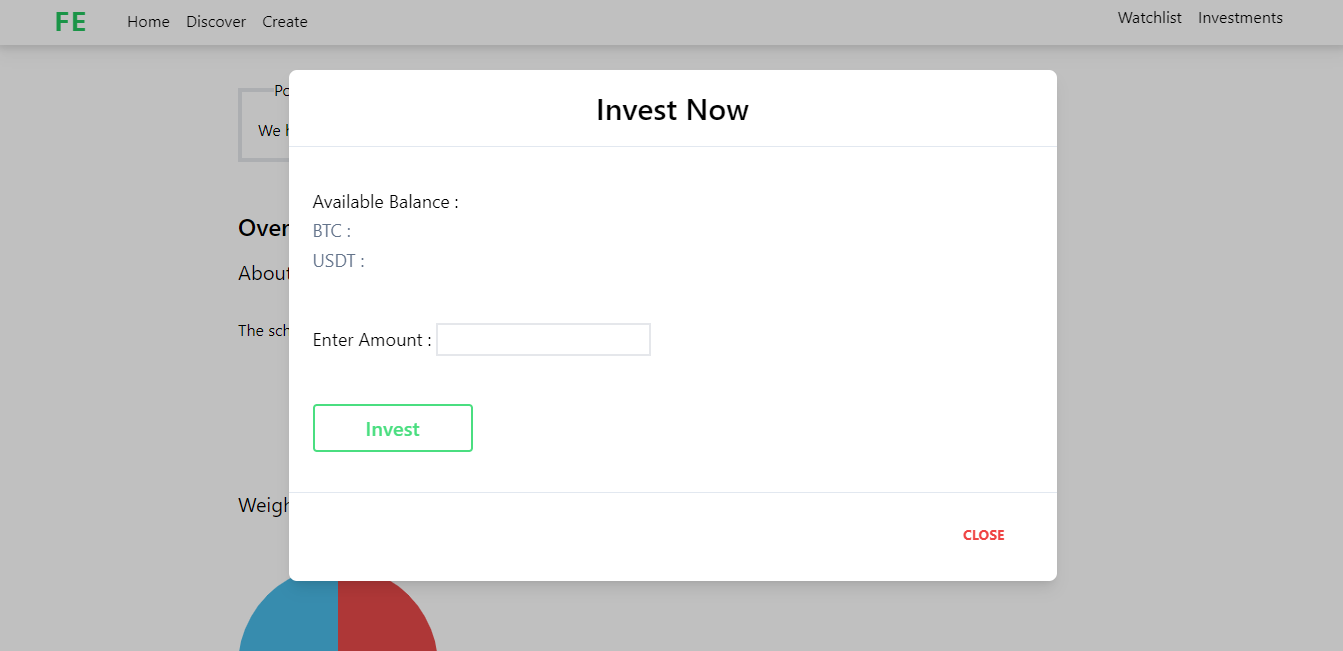 FE Home Discover Create Watchlist Investments
Po
We h
Over
About
The sch
Weigh
Invest Now
Available Balance :
BTC :
USDT :
Enter Amount :
Invest
CLOSE